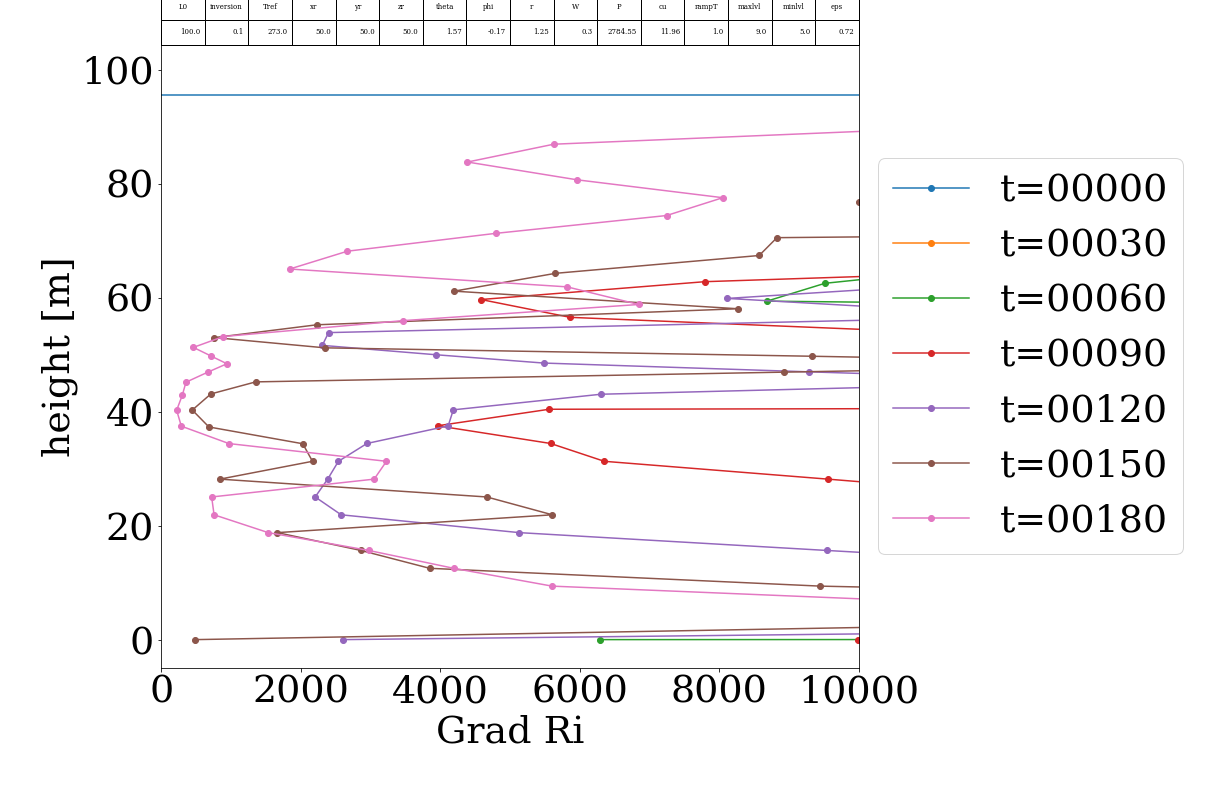 L0 inversion Tref xr yr zr theta phi r W P cu rampT maxlvl minlvl eps
100.0 0.1 273.0 50.0 50.0 50.0 1.57 -0.17 1.25 0.3 2784.55 11.96 1.0 9.0 5.0 0.72
100
80
60
40
20
0
height [m]
0 2000 4000 6000 8000 10000
Grad Ri
t=00000
t=00030
t=00060
t=00090
t=00120
t=00150
t=00180